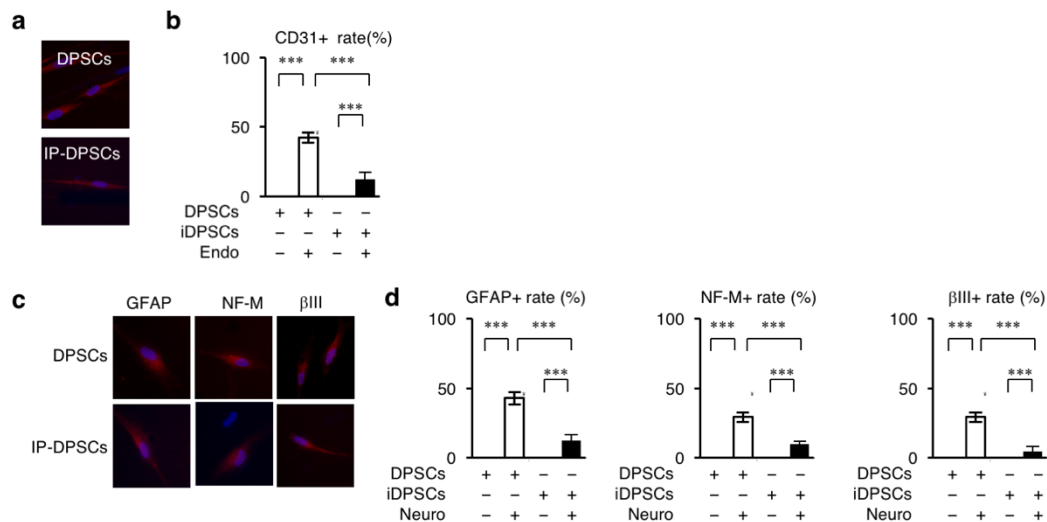 a
DPSCs
IP-DPSCs
b
CD31+ rate(%)
100
50
0
*** ***
***
DPSCs + + – –
iDPSCs – – + +
Endo – + – +
c
GFAP NF-M βIII
DPSCs
IP-DPSCs
d
GFAP+ rate (%)
100
50
0
*** ***
***
DPSCs + + – –
iDPSCs – – + +
Neuro – + – +
NF-M+ rate (%)
100
50
0
*** ***
***
DPSCs + + – –
iDPSCs – – + +
Neuro – + – +
βIII+ rate (%)
100
50
0
*** ***
***
DPSCs + + – –
iDPSCs – – + +
Neuro – + – +